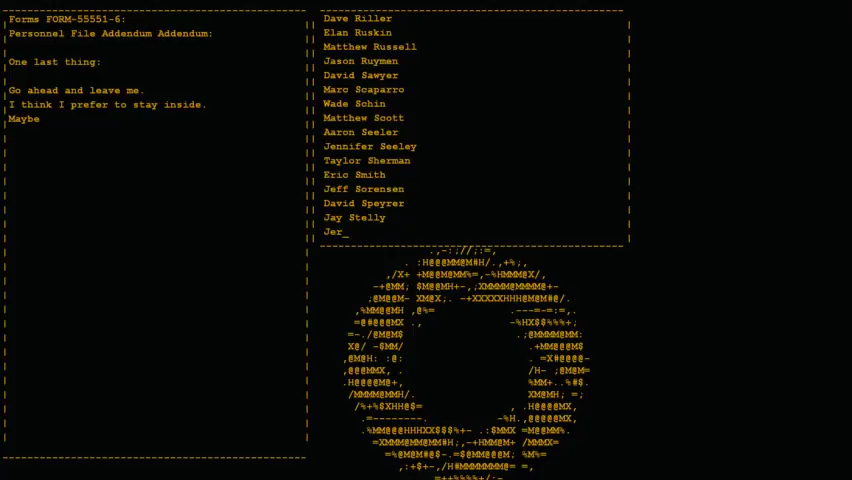 Forms FORM-55551-6:
Personnel File Addendum Addendum:
One last thing:
Go ahead and leave me.
I think I prefer to stay inside.
Maybe
Dave Riller
Elan Ruskin
Matthew Russell
Jason Ruymen
David Sawyer
Marc Scaparro
Wade Schin
Matthew Scott
Aaron Seeler
Jennifer Seeley
Taylor Sherman
Eric Smith
Jeff Sorensen
David Speyrer
Jay Stelly
Jer_